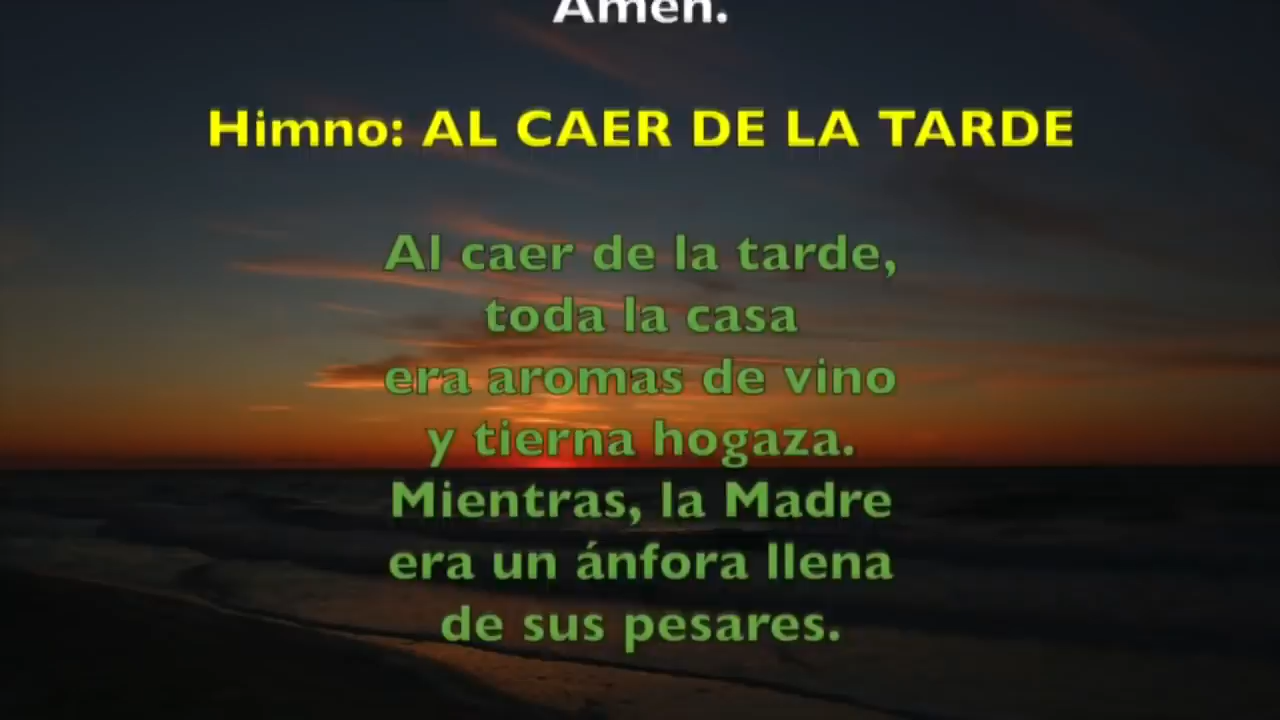 Amén.
Himno: AL CAER DE LA TARDE
Al caer de la tarde,
toda la casa
era aromas de vino
y tierna hogaza.
Mientras, la Madre
era un ánfora llena
de sus pesares.